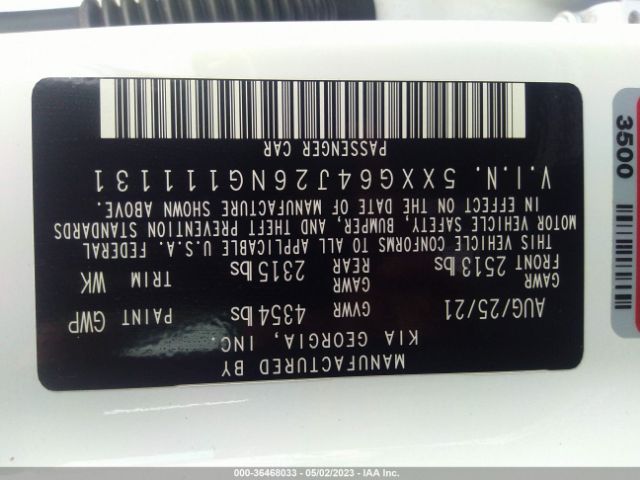 MANUFACTURED BY
KIA GEORGIA, INC.
AUG/25/21 GVWR 4354 lbs PAINT GWP
GAWR FRONT 2513 lbs GAWR REAR 2315 lbs TRIM WK
THIS VEHICLE CONFORMS TO ALL APPLICABLE U.S.A. FEDERAL
MOTOR VEHICLE SAFETY, BUMPER, AND THEFT PREVENTION STANDARDS
IN EFFECT ON THE DATE OF MANUFACTURE SHOWN ABOVE.
V.I.N. 5XXG64J26NG111131
PASSENGER CAR
3500
000-36468033 - 05/02/2023 - IAA Inc.